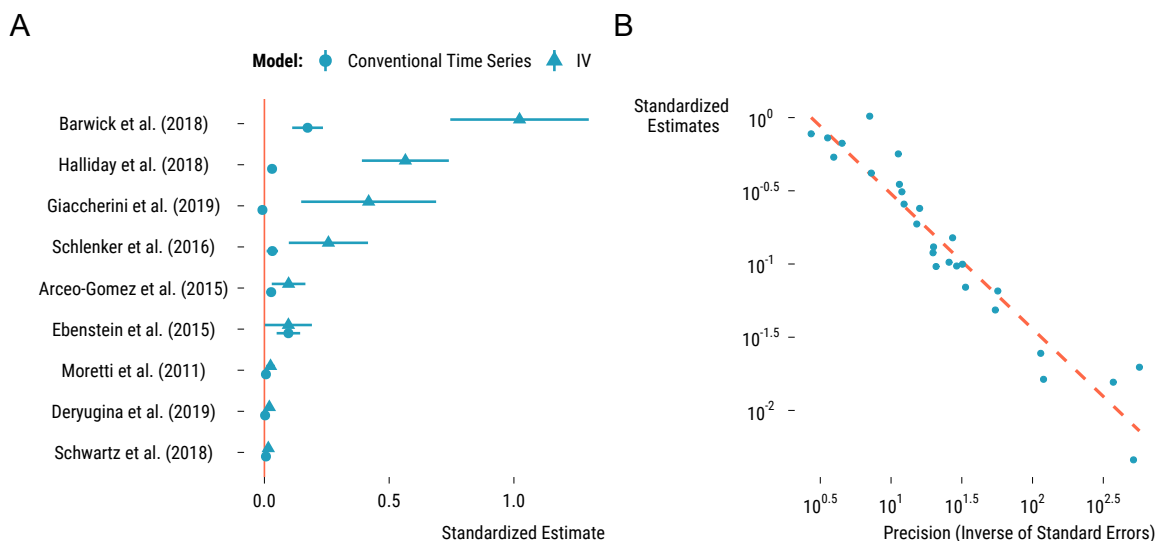 A
Model: Conventional Time Series IV
Barwick et al. (2018)
Halliday et al. (2018)
Giaccherini et al. (2019)
Schlenker et al. (2016)
Arceo-Gomez et al. (2015)
Ebenstein et al. (2015)
Moretti et al. (2011)
Deryugina et al. (2019)
Schwartz et al. (2018)
0.0 0.5 1.0
Standardized Estimate
B
Standardized
Estimates
10^0
10^-0.5
10^-1
10^-1.5
10^-2
10^0.5 10^1 10^1.5 10^2 10^2.5
Precision (Inverse of Standard Errors)